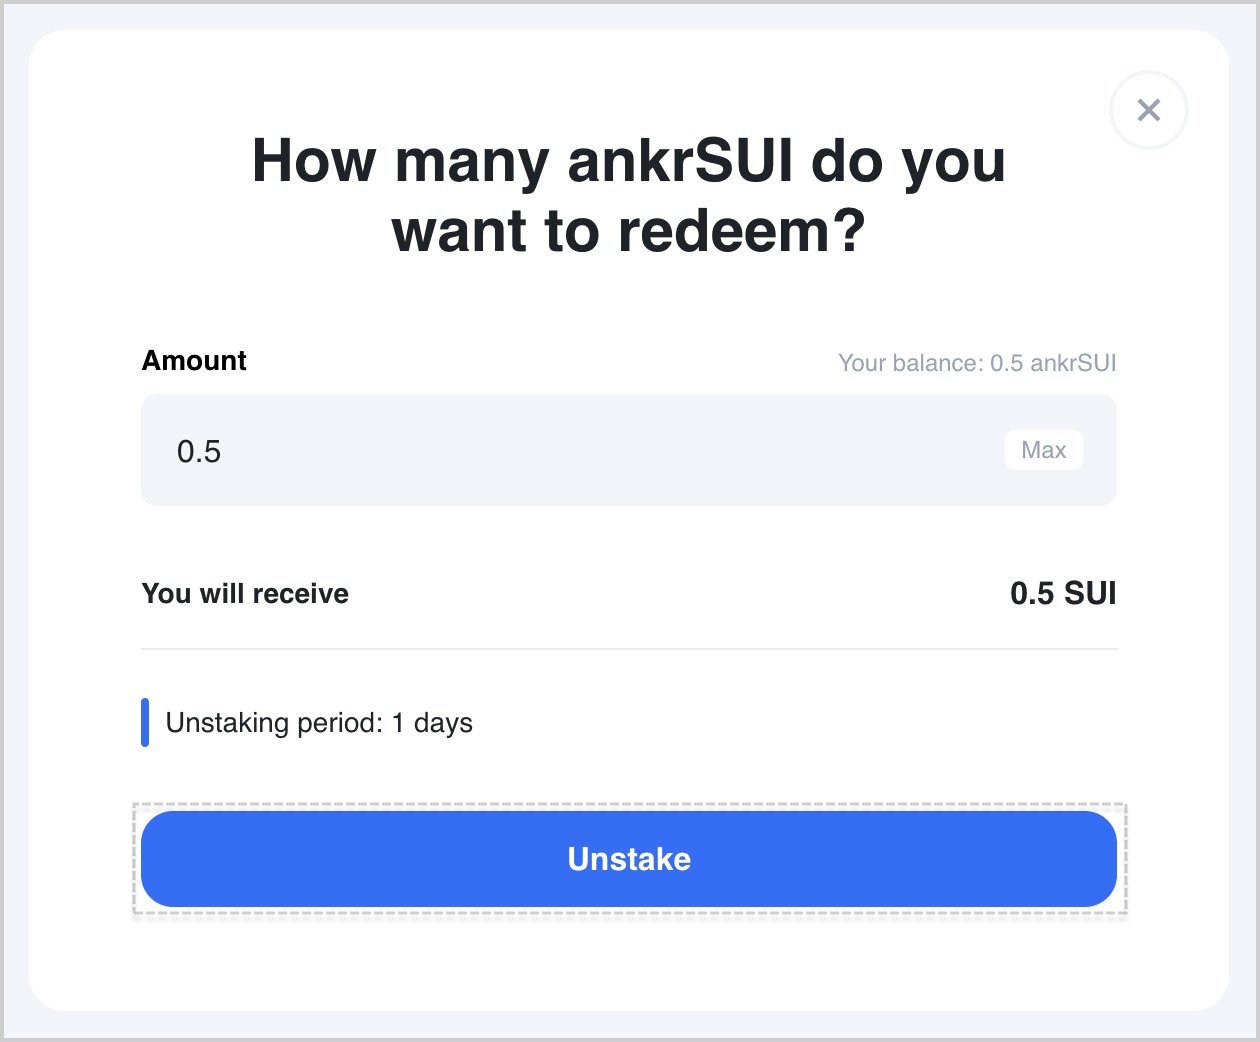 How many ankrSUI do you
want to redeem?
Amount
Your balance: 0.5 ankrSUI
0.5
Max
You will receive
0.5 SUI
Unstaking period: 1 days
Unstake